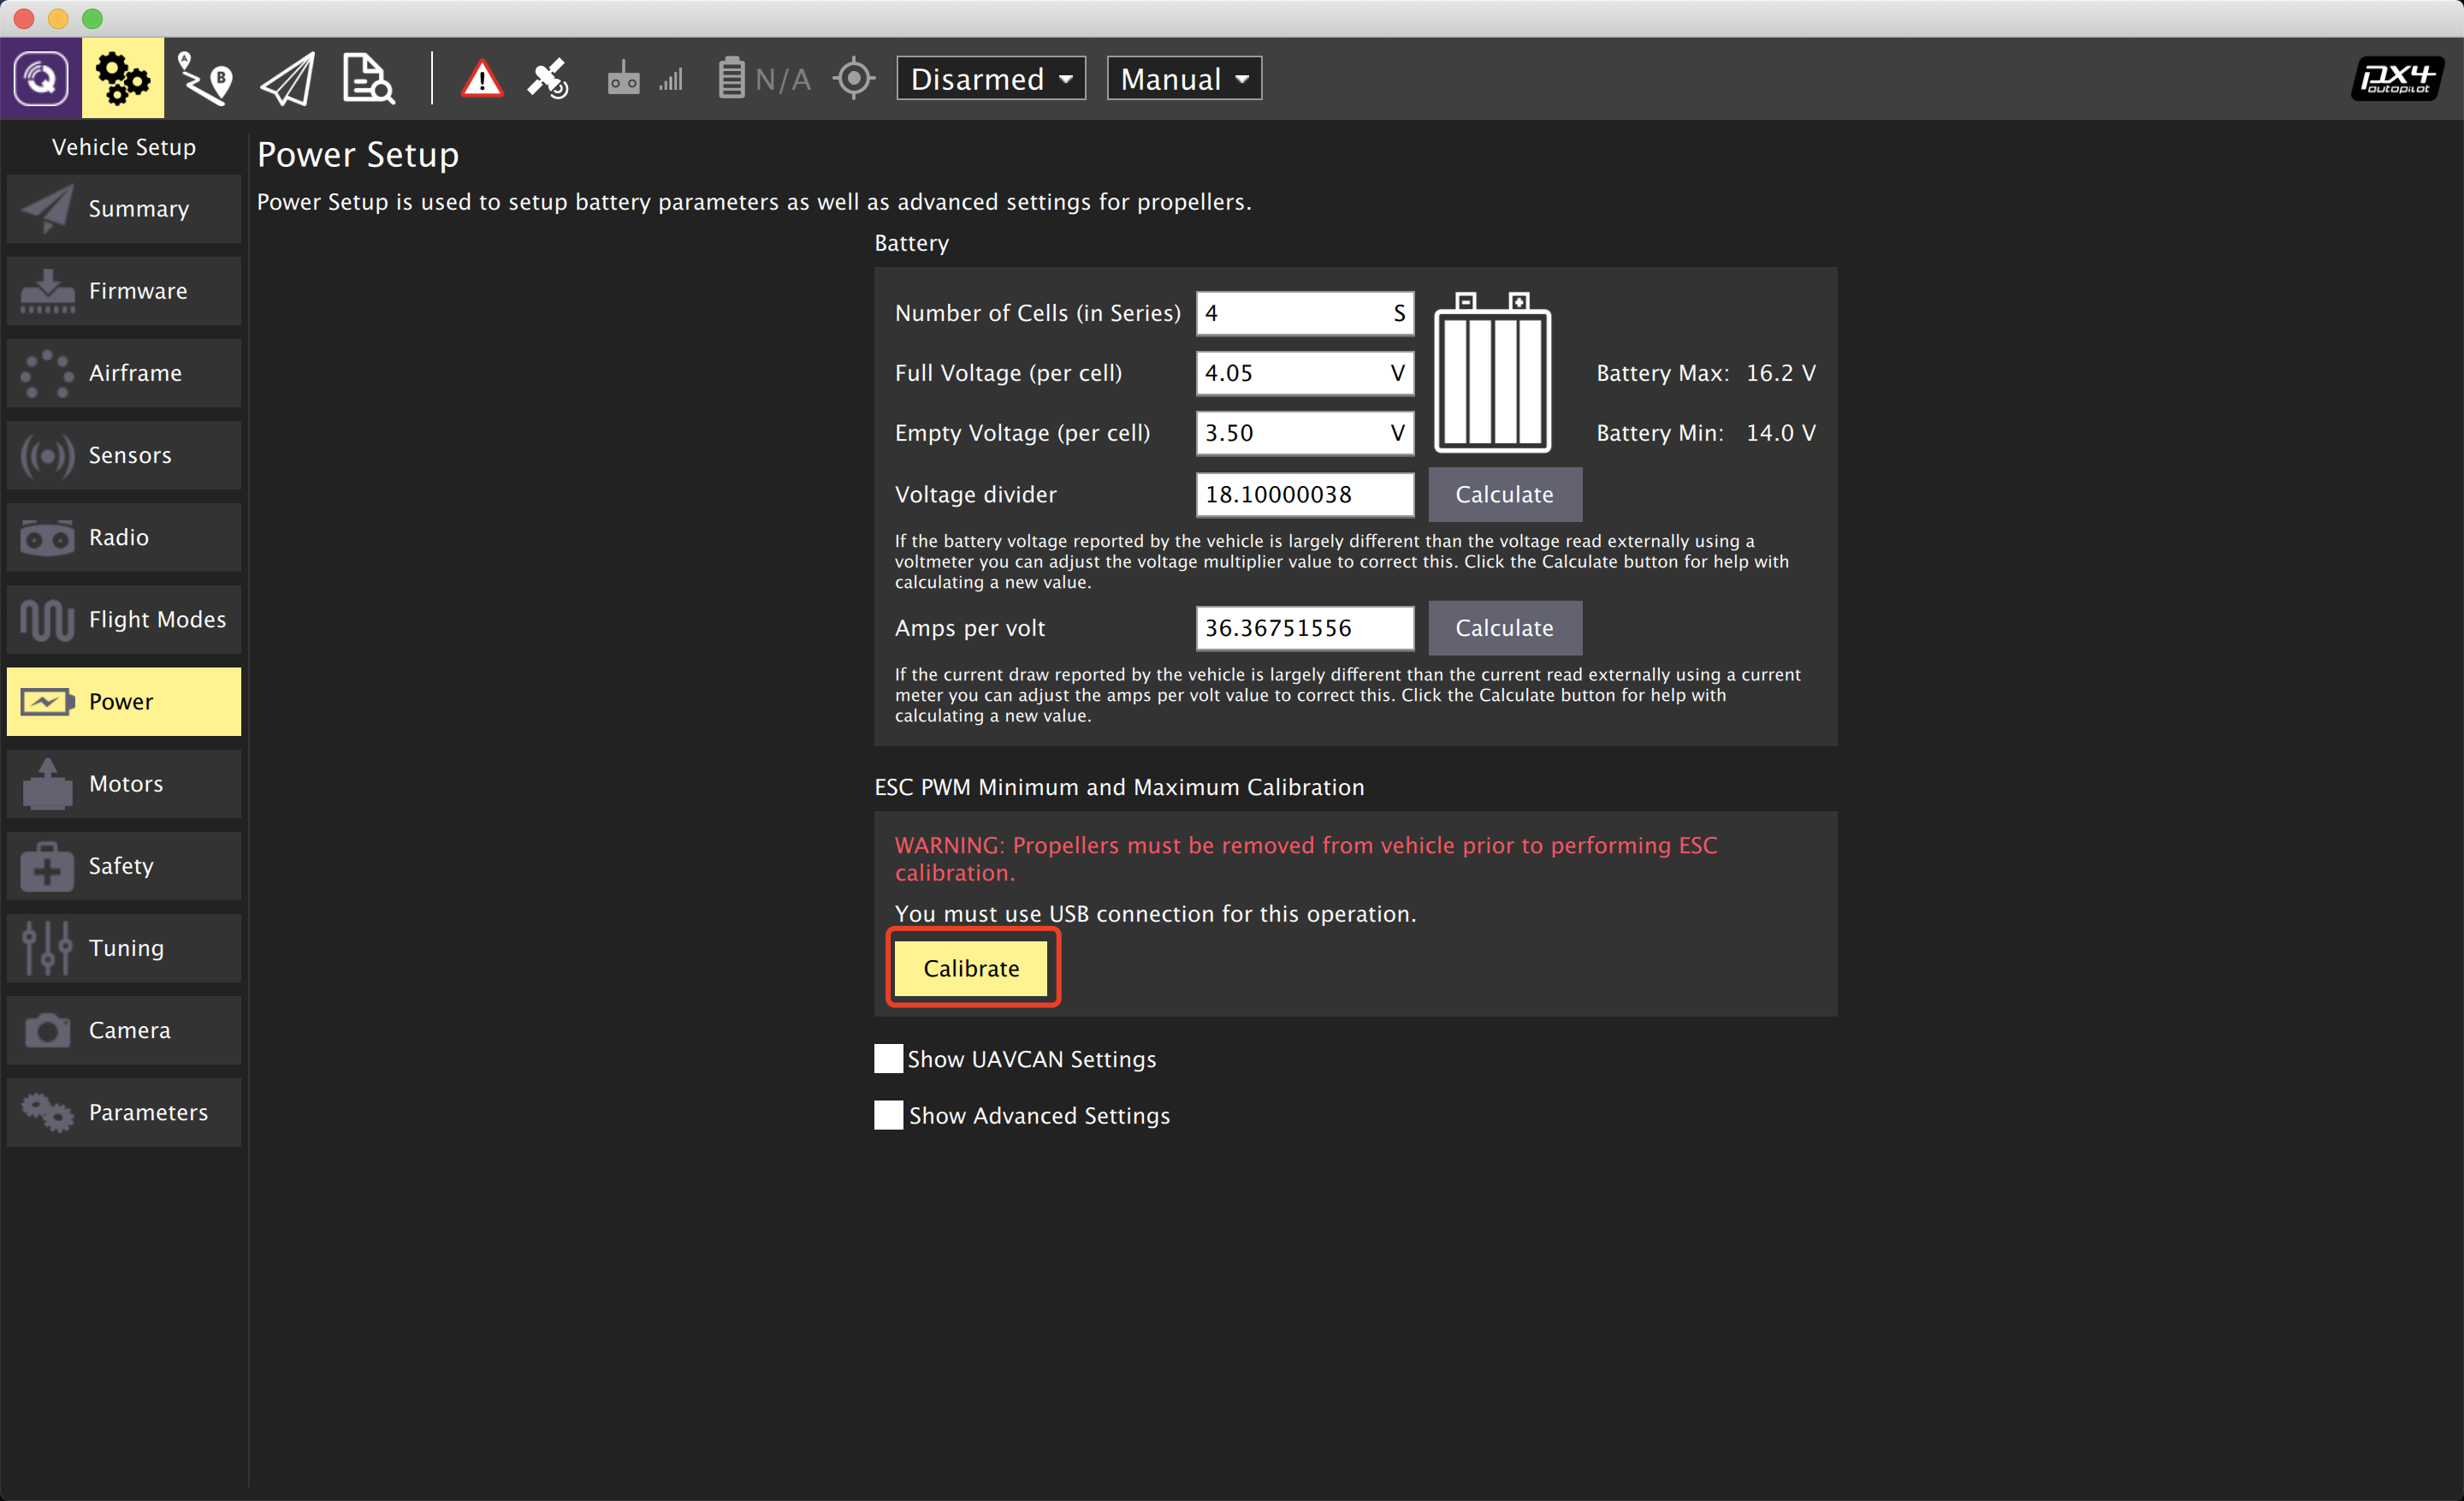 N/A
Disarmed
Manual
px4
autopilot
Vehicle Setup
Summary
Firmware
Airframe
Sensors
Radio
Flight Modes
Power
Motors
Safety
Tuning
Camera
Parameters
Power Setup
Power Setup is used to setup battery parameters as well as advanced settings for propellers.
Battery
Number of Cells (in Series) 4 S
Full Voltage (per cell) 4.05 V Battery Max: 16.2 V
Empty Voltage (per cell) 3.50 V Battery Min: 14.0 V
Voltage divider 18.10000038 Calculate
If the battery voltage reported by the vehicle is largely different than the voltage read externally using a
voltmeter you can adjust the voltage multiplier value to correct this. Click the Calculate button for help with
calculating a new value.
Amps per volt 36.36751556 Calculate
If the current draw reported by the vehicle is largely different than the current read externally using a current
meter you can adjust the amps per volt value to correct this. Click the Calculate button for help with
calculating a new value.
ESC PWM Minimum and Maximum Calibration
WARNING: Propellers must be removed from vehicle prior to performing ESC
calibration.
You must use USB connection for this operation.
Calibrate
Show UAVCAN Settings
Show Advanced Settings